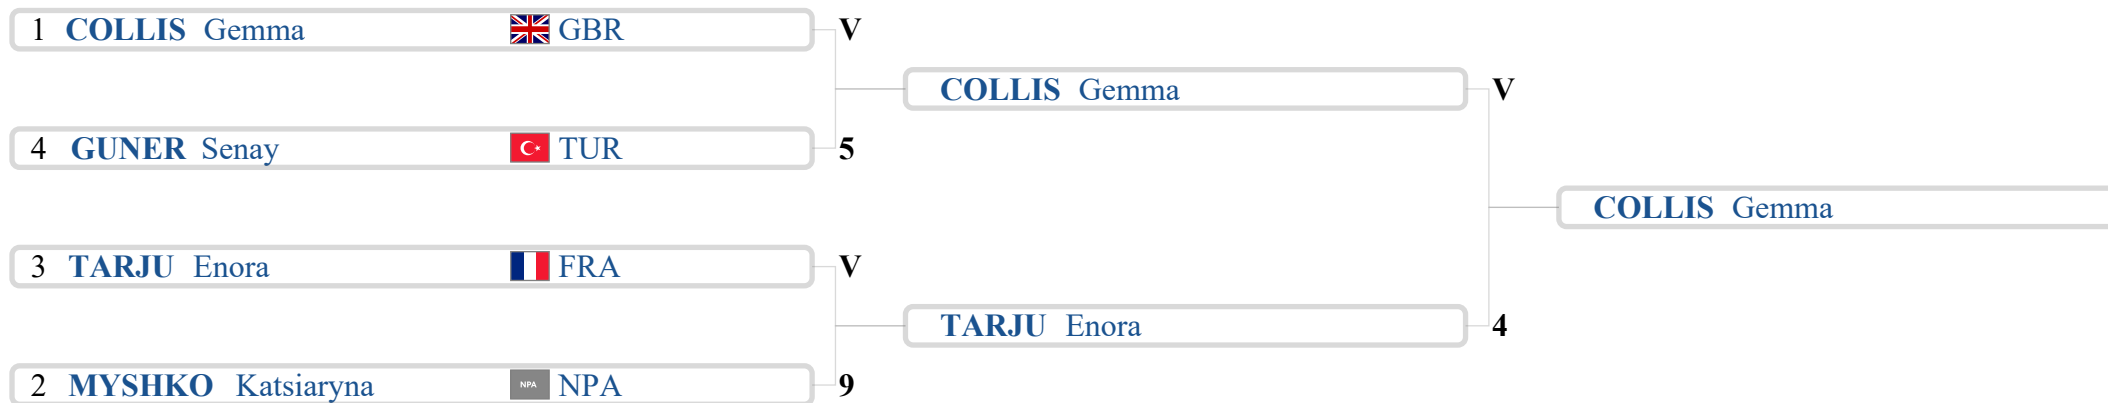 1 COLLIS Gemma GBR V
COLLIS Gemma V
4 GUNER Senay TUR 5
COLLIS Gemma
3 TARJU Enora FRA V
TARJU Enora 4
2 MYSHKO Katsiaryna NPA NPA 9